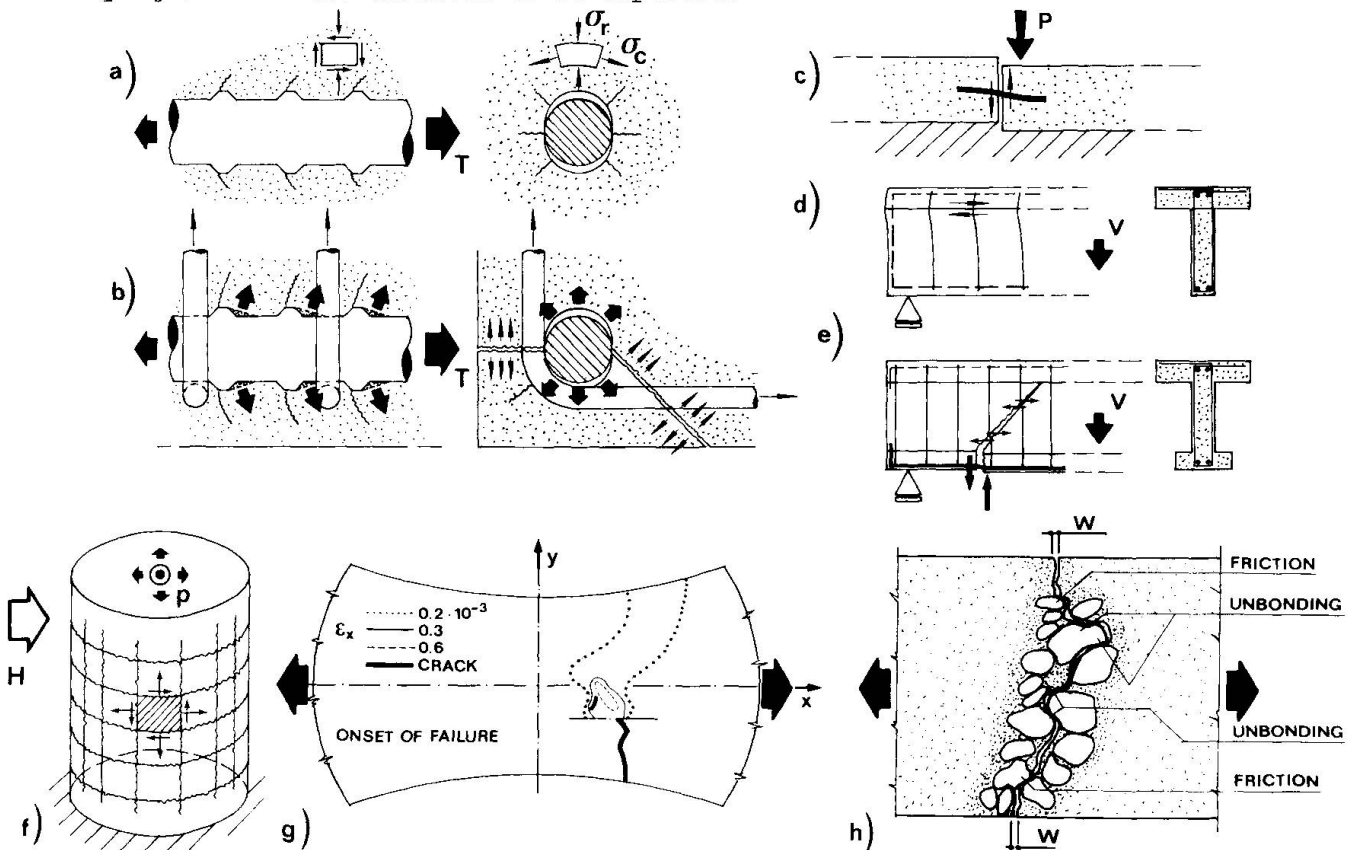 a)
σr
σc
T
b)
T
P
c)
d)
V
e)
V
f)
H
p
g)
y
x
εx
0.2 · 10⁻³
0.3
0.6
CRACK
ONSET OF FAILURE
h)
W
FRICTION
UNBONDING
UNBONDING
FRICTION
W